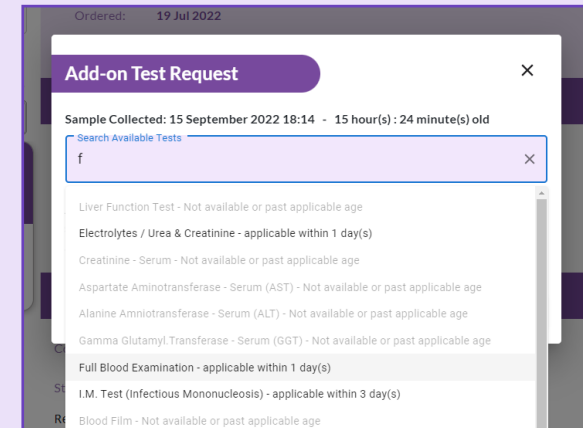 Ordered: 19 Jul 2022
Add-on Test Request
Sample Collected: 15 September 2022 18:14 - 15 hour(s) : 24 minute(s) old
Search Available Tests
f
Liver Function Test - Not available or past applicable age
Electrolytes / Urea & Creatinine - applicable within 1 day(s)
Creatinine - Serum - Not available or past applicable age
Aspartate Aminotransferase - Serum (AST) - Not available or past applicable age
Alanine Amniotransferase - Serum (ALT) - Not available or past applicable age
Gamma Glutamyl.Transferase - Serum (GGT) - Not available or past applicable age
Full Blood Examination - applicable within 1 day(s)
I.M. Test (Infectious Mononucleosis) - applicable within 3 day(s)
Blood Film - Not available or past applicable age